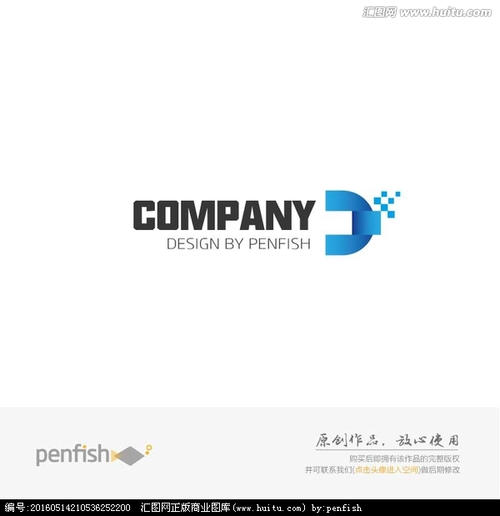 汇图网
www.huitu.com
COMPANY
DESIGN BY PENFISH
penfish
原创作品，放心使用
购买后即拥有该作品的完整版权
并可联系我们(点击头像进入空间)做后期修改
编号:20160514210536252200 汇图网正版商业图库(www.huitu.com) by:penfish